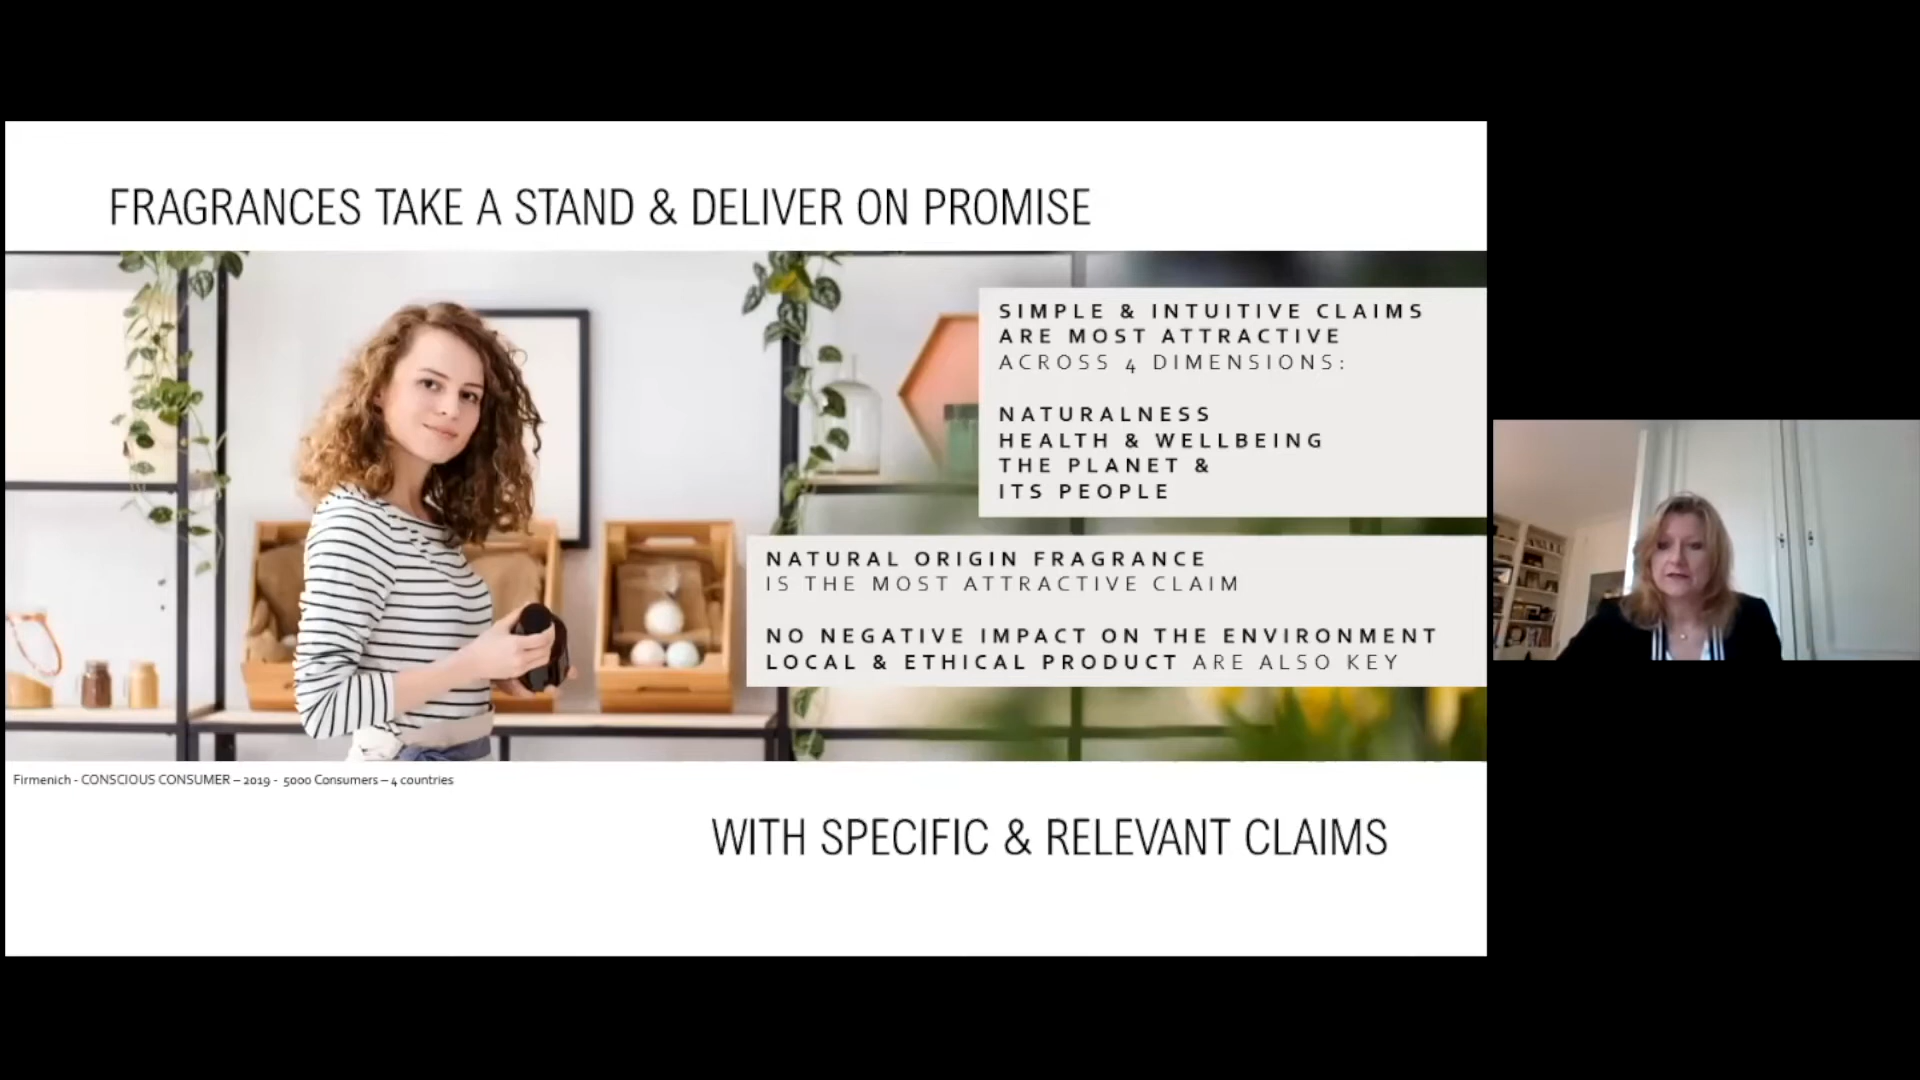 FRAGRANCES TAKE A STAND & DELIVER ON PROMISE
SIMPLE & INTUITIVE CLAIMS
ARE MOST ATTRACTIVE
ACROSS 4 DIMENSIONS:
NATURALNESS
HEALTH & WELLBEING
THE PLANET &
ITS PEOPLE
NATURAL ORIGIN FRAGRANCE
IS THE MOST ATTRACTIVE CLAIM
NO NEGATIVE IMPACT ON THE ENVIRONMENT
LOCAL & ETHICAL PRODUCT ARE ALSO KEY
Firmenich - CONSCIOUS CONSUMER – 2019 - 5000 Consumers – 4 countries
WITH SPECIFIC & RELEVANT CLAIMS